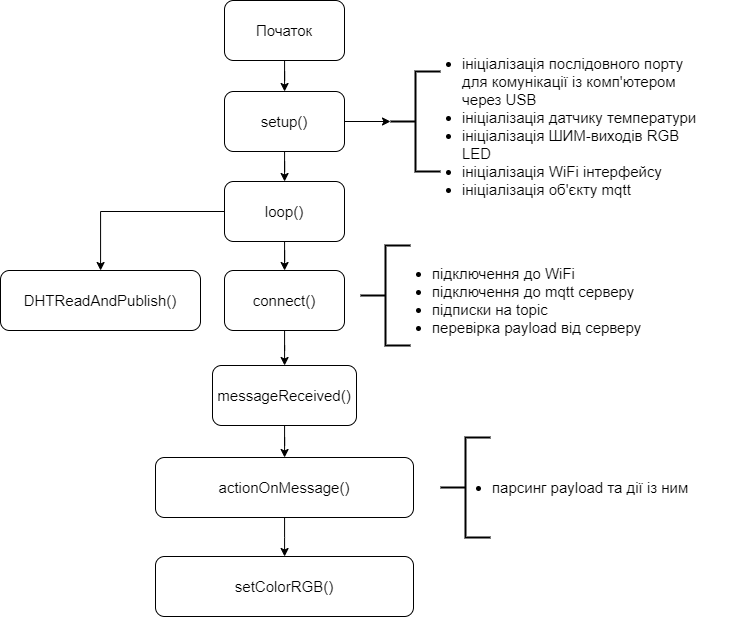 Початок
setup()
• ініціалізація послідовного порту
для комунікації із комп'ютером
через USB
• ініціалізація датчику температури
• ініціалізація ШИМ-виходів RGB
LED
• ініціалізація WiFi інтерфейсу
• ініціалізація об'єкту mqtt
loop()
DHTReadAndPublish()
connect()
• підключення до WiFi
• підключення до mqtt серверу
• підписки на topic
• перевірка payload від серверу
messageReceived()
actionOnMessage()
• парсинг payload та дії із ним
setColorRGB()